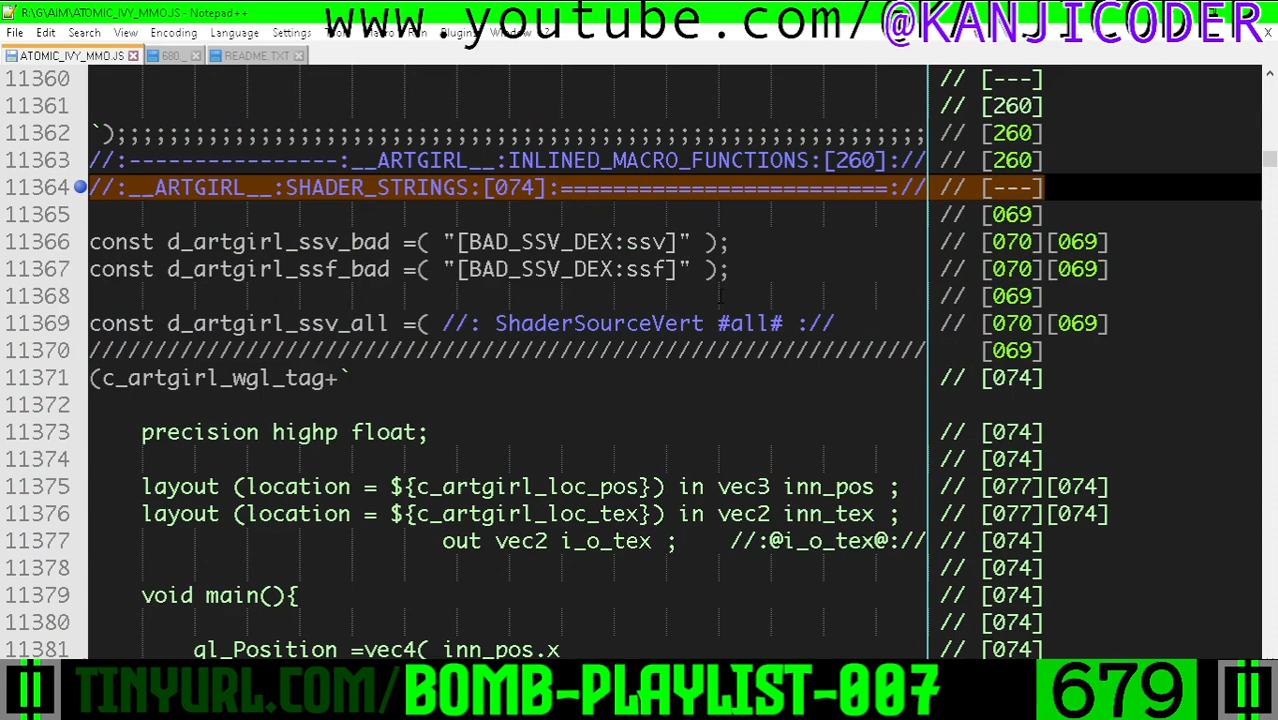 R:\G\AIM\ATOMIC_IVY_MMO.JS - Notepad++
www.youtube.com/@KANJICODER
File Edit Search View Encoding Language Settings Plugins
ATOMIC_IVY_MMO.JS 680_ README.TXT
11360 // [---]
11361 // [260]
11362 `);;;;;;;;;;;;;;;;;;;;;;;;;;;;;;;;;;;;;;;;;;;;;;;;;;;;;;;;;;;;;; // [260]
11363 //:----------------:__ARTGIRL__:INLINED_MACRO_FUNCTIONS:[260]:// // [260]
11364 //:__ARTGIRL__:SHADER_STRINGS:[074]:=========================:// // [---]
11365 // [069]
11366 const d_artgirl_ssv_bad =( "[BAD_SSV_DEX:ssv]" ); // [070][069]
11367 const d_artgirl_ssf_bad =( "[BAD_SSV_DEX:ssf]" ); // [070][069]
11368 // [069]
11369 const d_artgirl_ssv_all =( //: ShaderSourceVert #all# :// // [070][069]
11370 //////////////////////////////////////////////////////////////// [069]
11371 (c_artgirl_wgl_tag+` // [074]
11372
11373 precision highp float; // [074]
11374 // [074]
11375 layout (location = ${c_artgirl_loc_pos}) in vec3 inn_pos ; // [077][074]
11376 layout (location = ${c_artgirl_loc_tex}) in vec2 inn_tex ; // [077][074]
11377 out vec2 i_o_tex ; //:@i_o_tex@:// // [074]
11378 // [074]
11379 void main(){ // [074]
11380 // [074]
11381 gl_Position =vec4( inn_pos.x // [074]
TINYURL.COM/BOMB-PLAYLIST-007 679